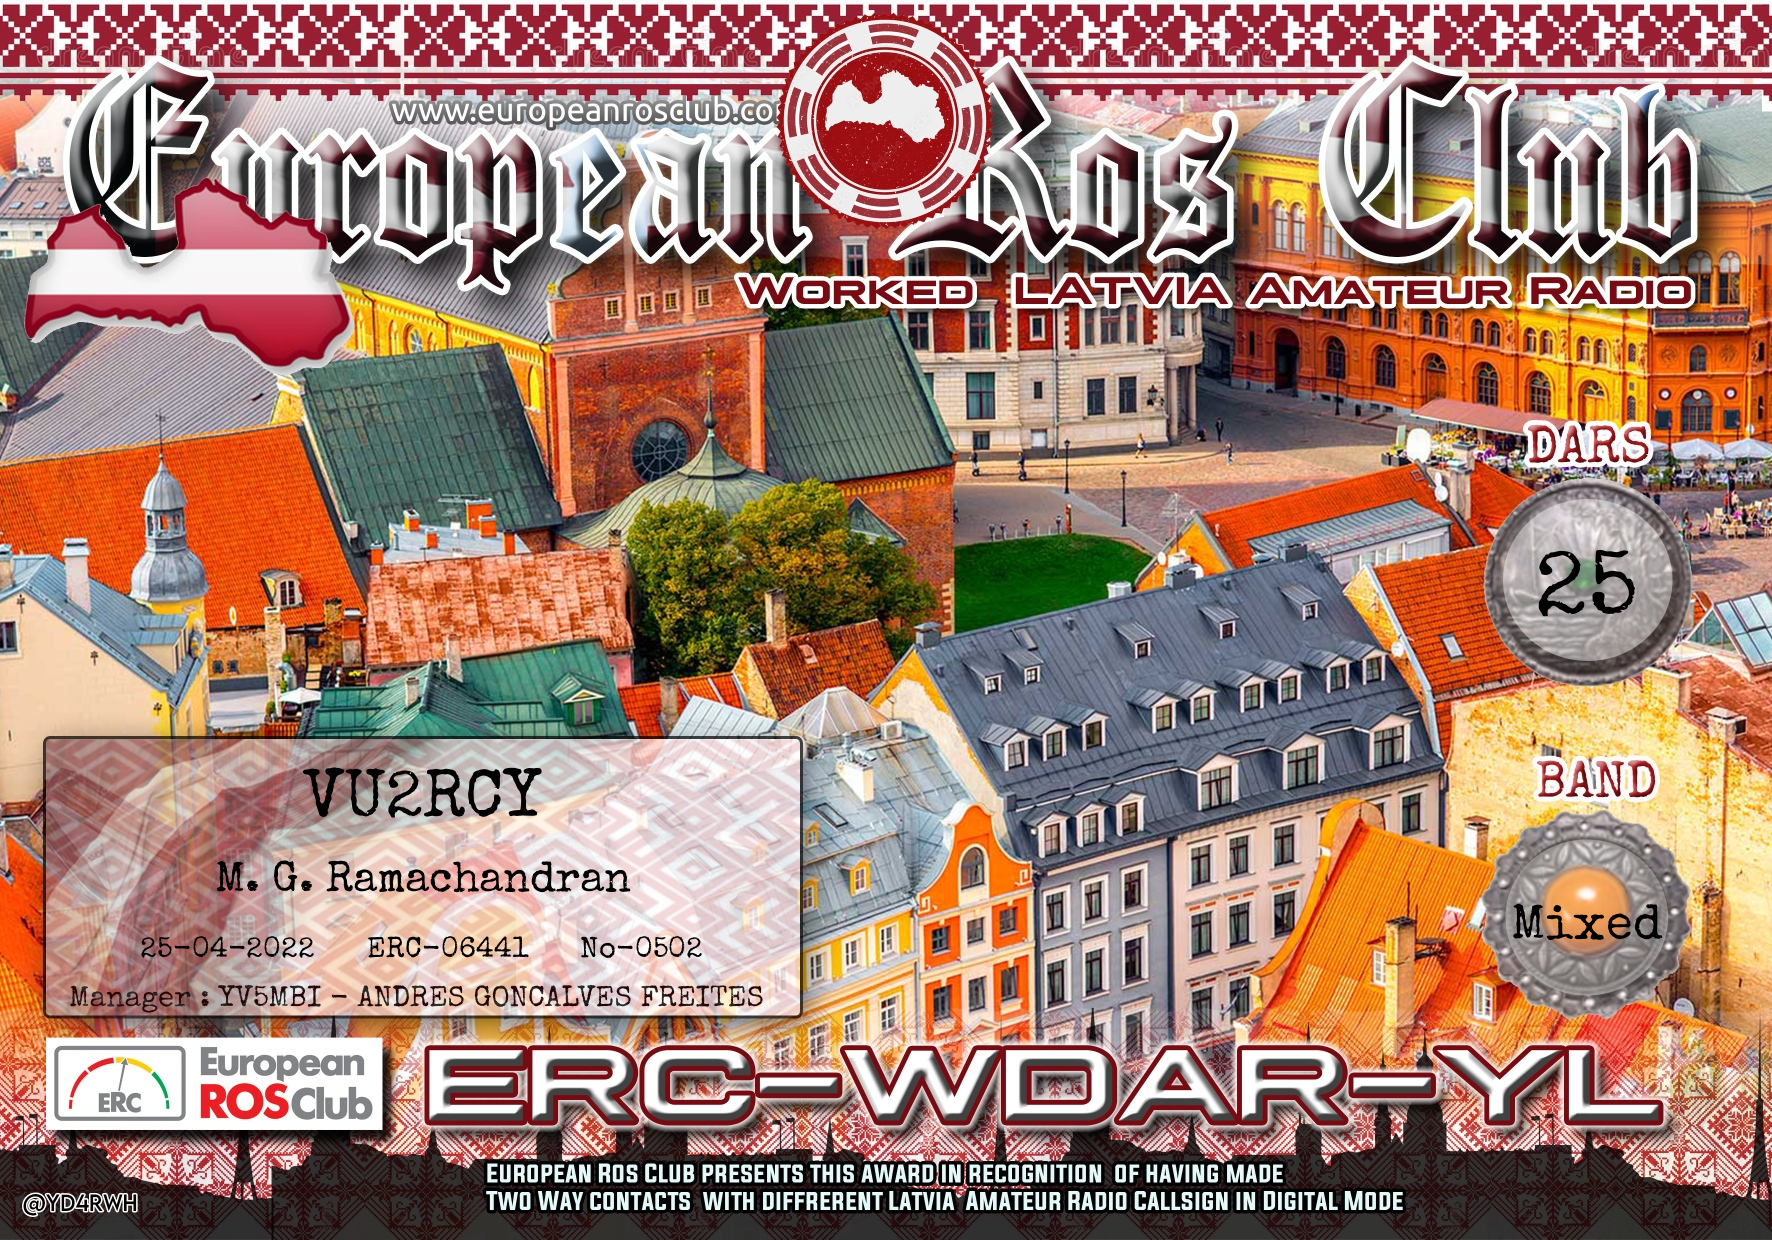 www.europeanrosclub.co
European Ros Club
Worked LATVIA Amateur Radio
DARS
25
BAND
Mixed
VU2RCY
M. G. Ramachandran
25-04-2022 ERC-06441 No-0502
Manager : YV5MBI - ANDRES GONCALVES FREITES
ERC
European
ROS Club
ERC-WDAR-YL
European Ros Club presents this award in recognition of having made
Two Way contacts with diffrerent Latvia Amateur Radio Callsign in Digital Mode
@YD4RWH